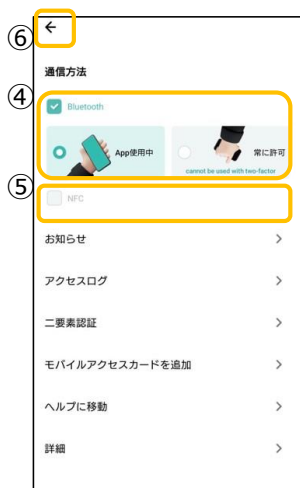 ⑥
←
通信方法
④
Bluetooth
App使用中
常に許可
cannot be used with two-factor
⑤
NFC
お知らせ
アクセスログ
二要素認証
モバイルアクセスカードを追加
ヘルプに移動
詳細